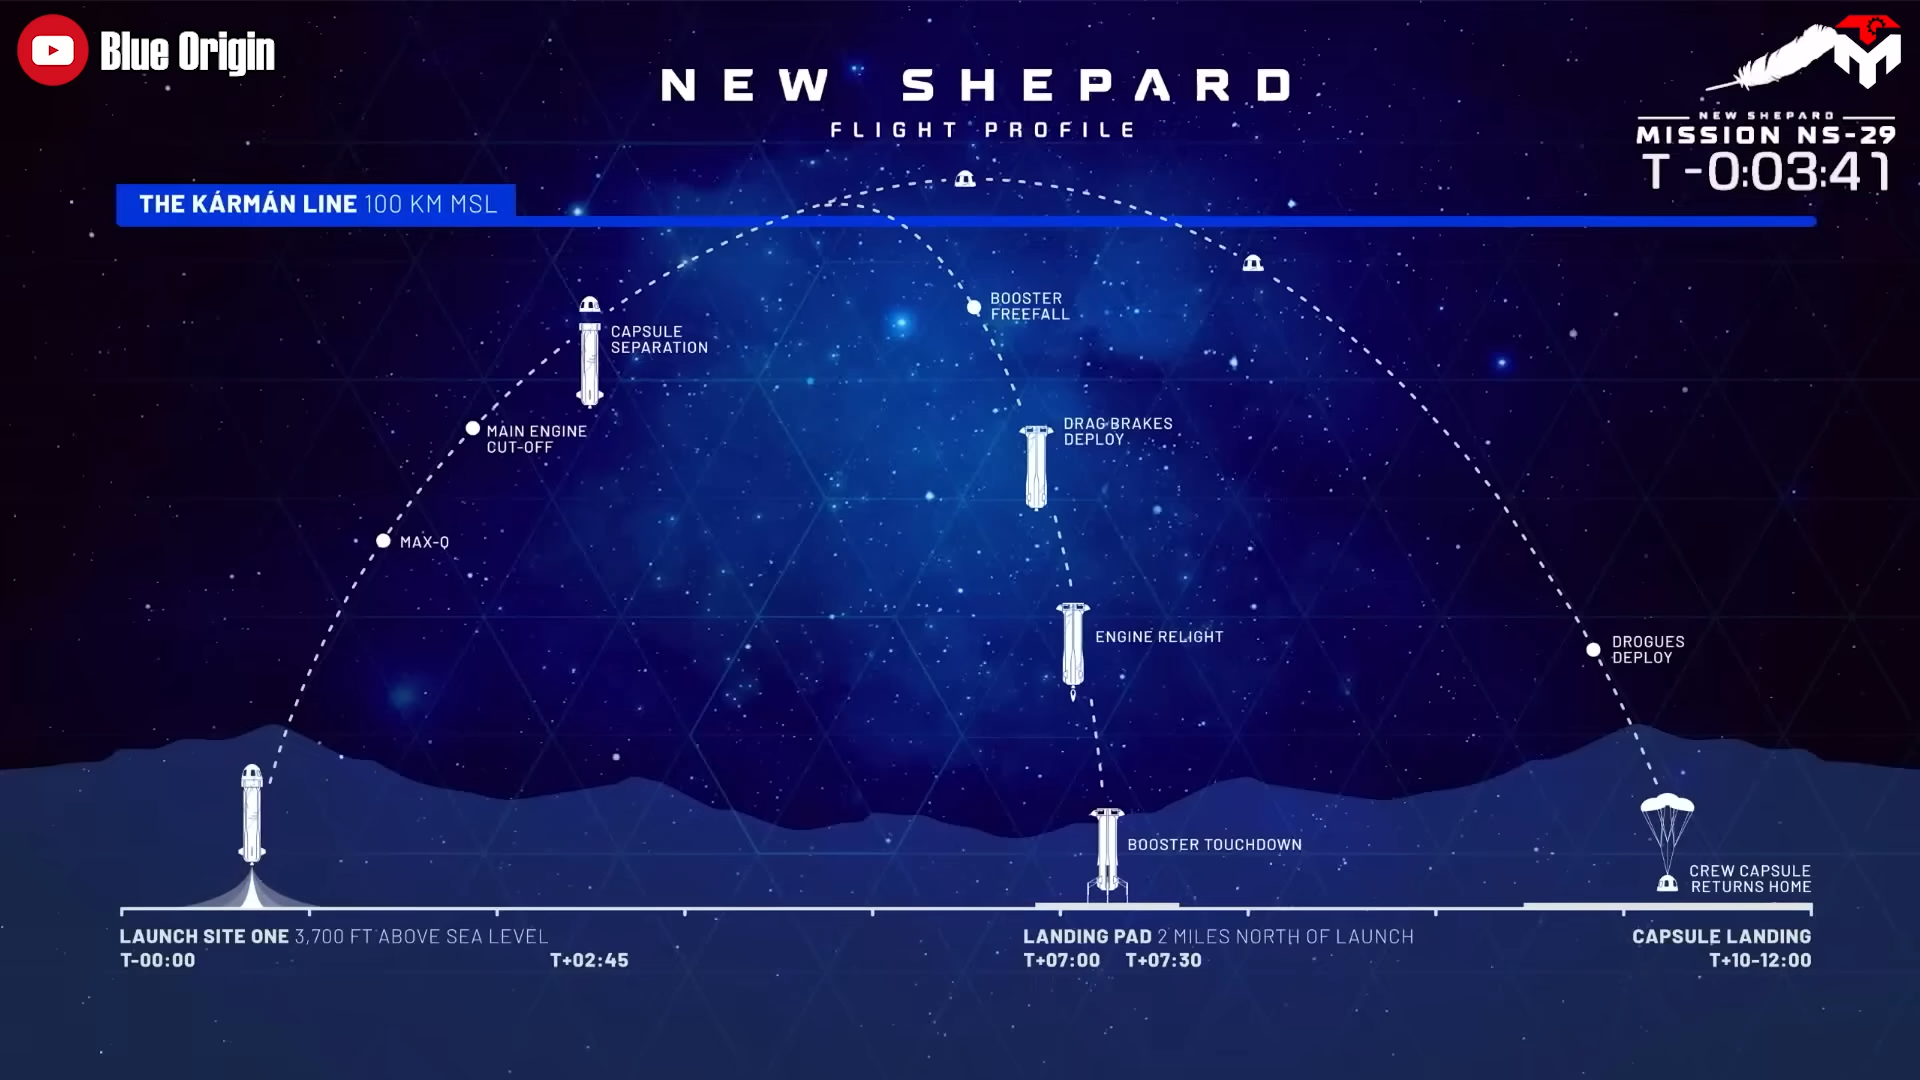 Blue Origin
NEW SHEPARD
FLIGHT PROFILE
NEW SHEPARD
MISSION NS-29
T-0:03:41
THE KÁRMÁN LINE 100 KM MSL
BOOSTER
FREEFALL
CAPSULE
SEPARATION
DRAG BRAKES
DEPLOY
MAIN ENGINE
CUT-OFF
MAX-Q
ENGINE RELIGHT
DROGUES
DEPLOY
BOOSTER TOUCHDOWN
CREW CAPSULE
RETURNS HOME
LAUNCH SITE ONE 3,700 FT ABOVE SEA LEVEL
T-00:00
T+02:45
LANDING PAD 2 MILES NORTH OF LAUNCH
T+07:00 T+07:30
CAPSULE LANDING
T+10-12:00